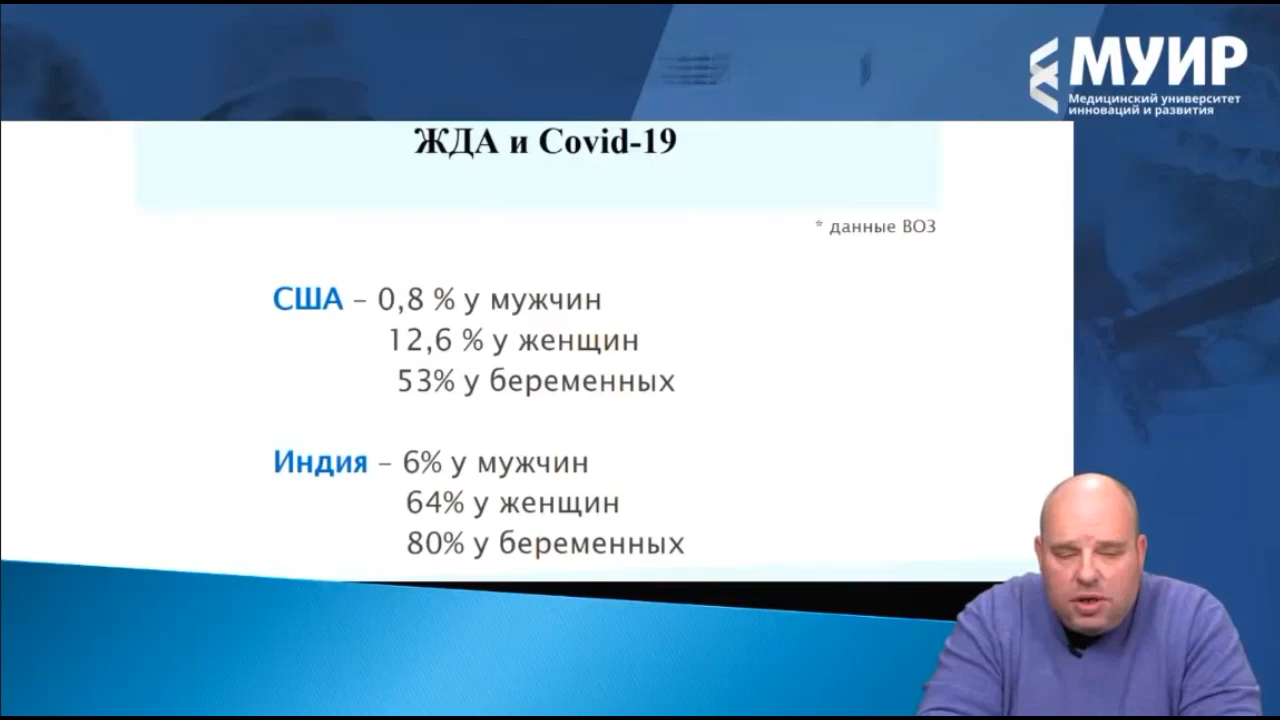 МУИР
Медицинский университет
инноваций и развития
ЖДА и Covid-19
* данные ВОЗ
США – 0,8 % у мужчин
12,6 % у женщин
53% у беременных
Индия – 6% у мужчин
64% у женщин
80% у беременных